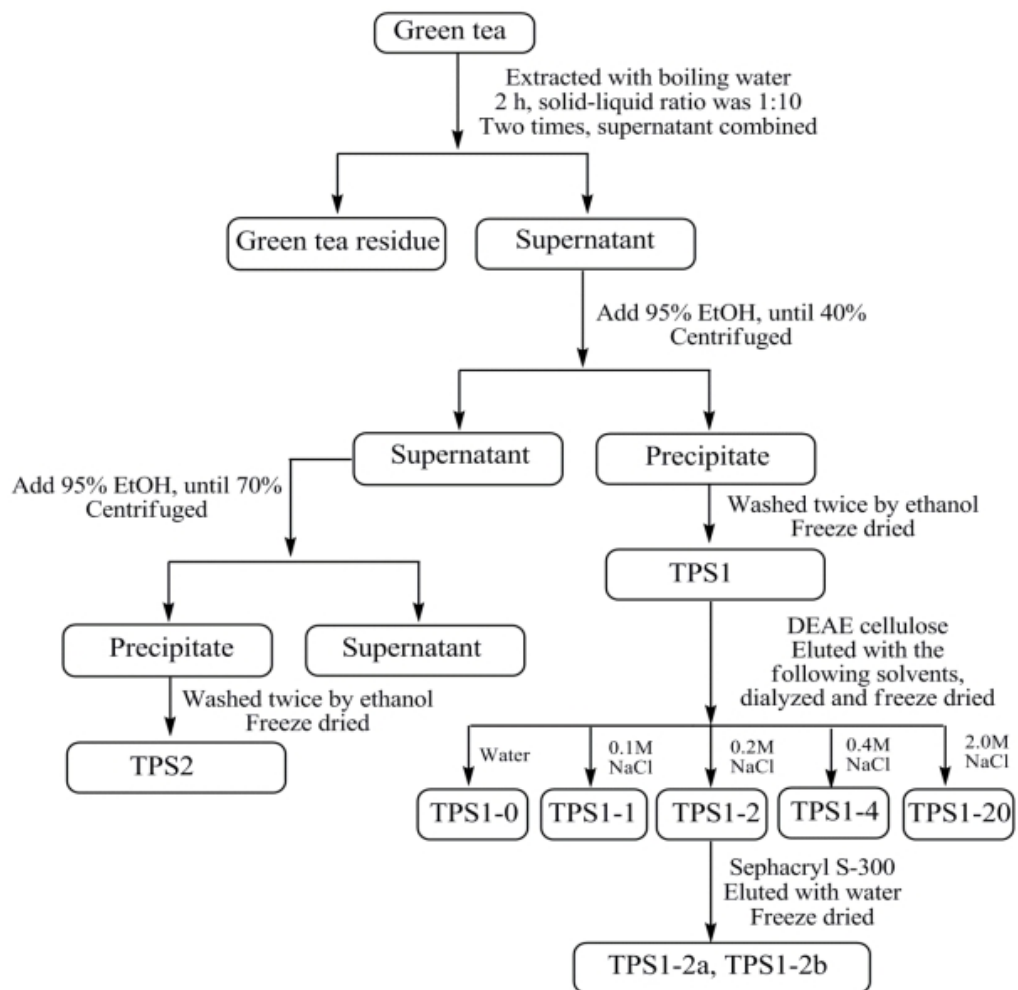 Green tea
Extracted with boiling water
2 h, solid-liquid ratio was 1:10
Two times, supernatant combined
Green tea residue
Supernatant
Add 95% EtOH, until 40%
Centrifuged
Supernatant
Precipitate
Add 95% EtOH, until 70%
Centrifuged
Washed twice by ethanol
Freeze dried
TPS1
Precipitate
Supernatant
DEAE cellulose
Eluted with the
following solvents,
dialyzed and freeze dried
Washed twice by ethanol
Freeze dried
TPS2
Water
0.1M
NaCl
0.2M
NaCl
0.4M
NaCl
2.0M
NaCl
TPS1-0
TPS1-1
TPS1-2
TPS1-4
TPS1-20
Sephacryl S-300
Eluted with water
Freeze dried
TPS1-2a, TPS1-2b